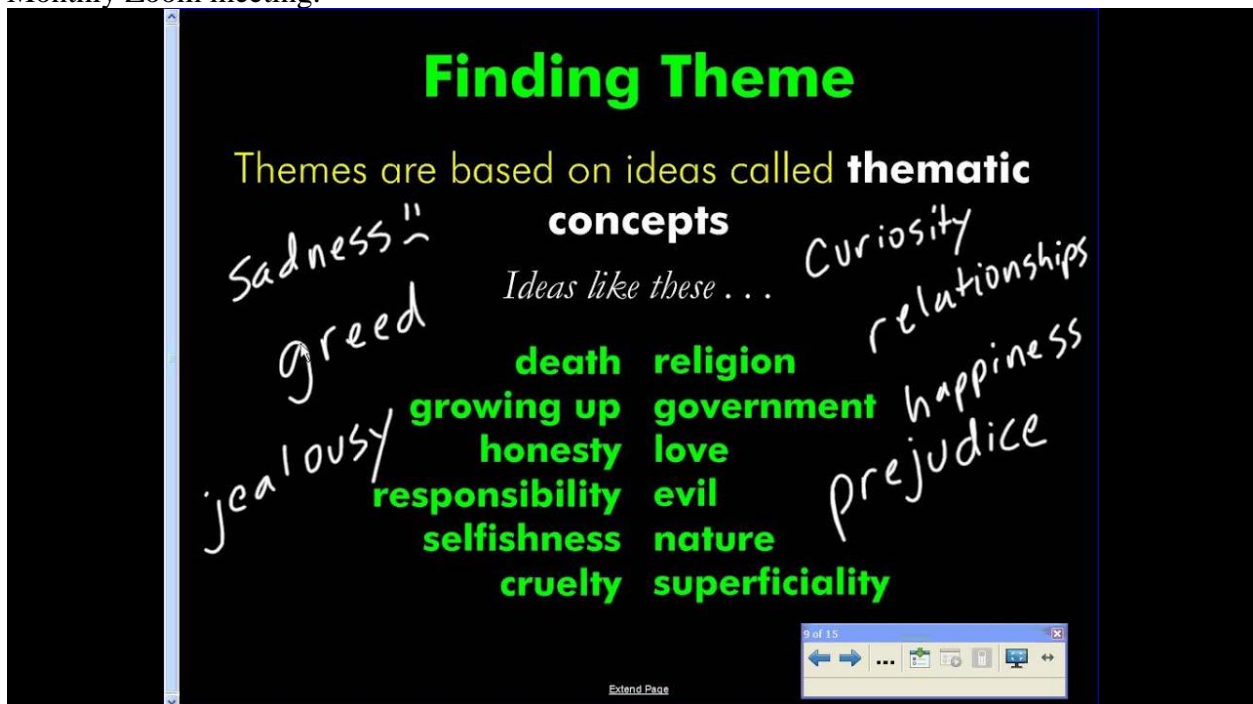 Monthly Zoom meeting.
Finding Theme
Themes are based on ideas called thematic
concepts
Ideas like these . . .
sadness
greed
jealousy
Curiosity
relationships
happiness
prejudice
death religion
growing up government
honesty love
responsibility evil
selfishness nature
cruelty superficiality
9 of 15
Extend Page